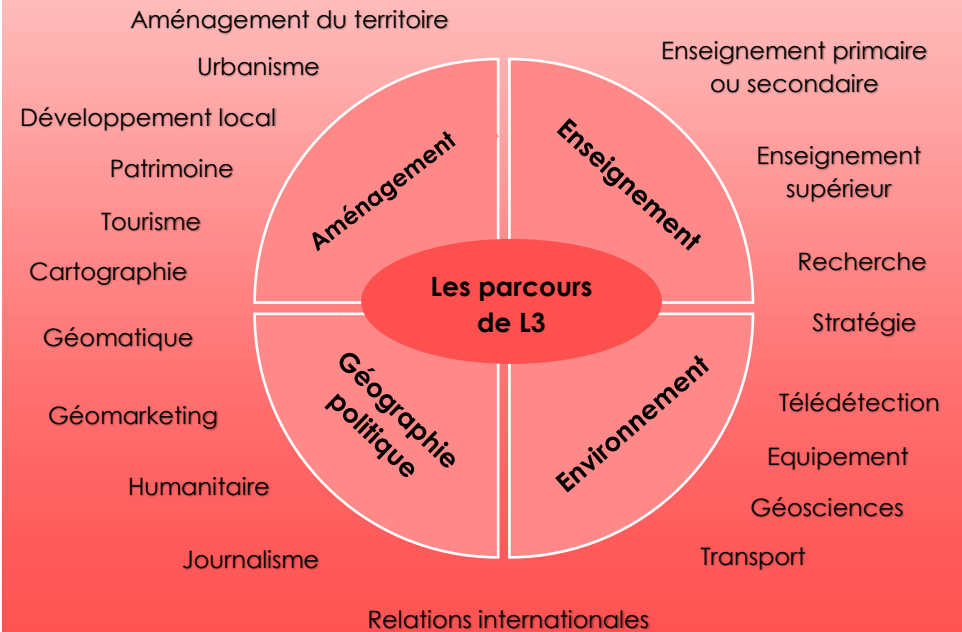 Aménagement du territoire
Urbanisme
Développement local
Patrimoine
Tourisme
Cartographie
Géomatique
Géomarketing
Humanitaire
Journalisme
Relations internationales
Enseignement primaire
ou secondaire
Enseignement
supérieur
Recherche
Stratégie
Télédétection
Equipement
Géosciences
Transport
Aménagement
Enseignement
Les parcours
de L3
Géographie
politique
Environnement